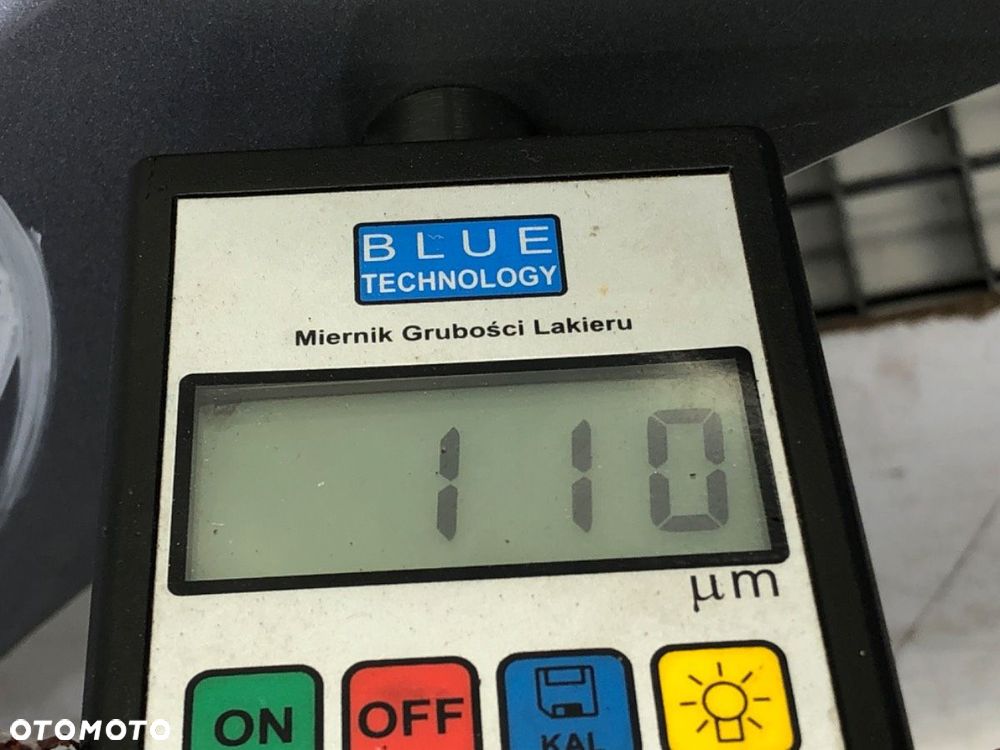 BLUE
TECHNOLOGY
Miernik Grubości Lakieru
110
µm
ON
OFF
KAL
OTOMOTO